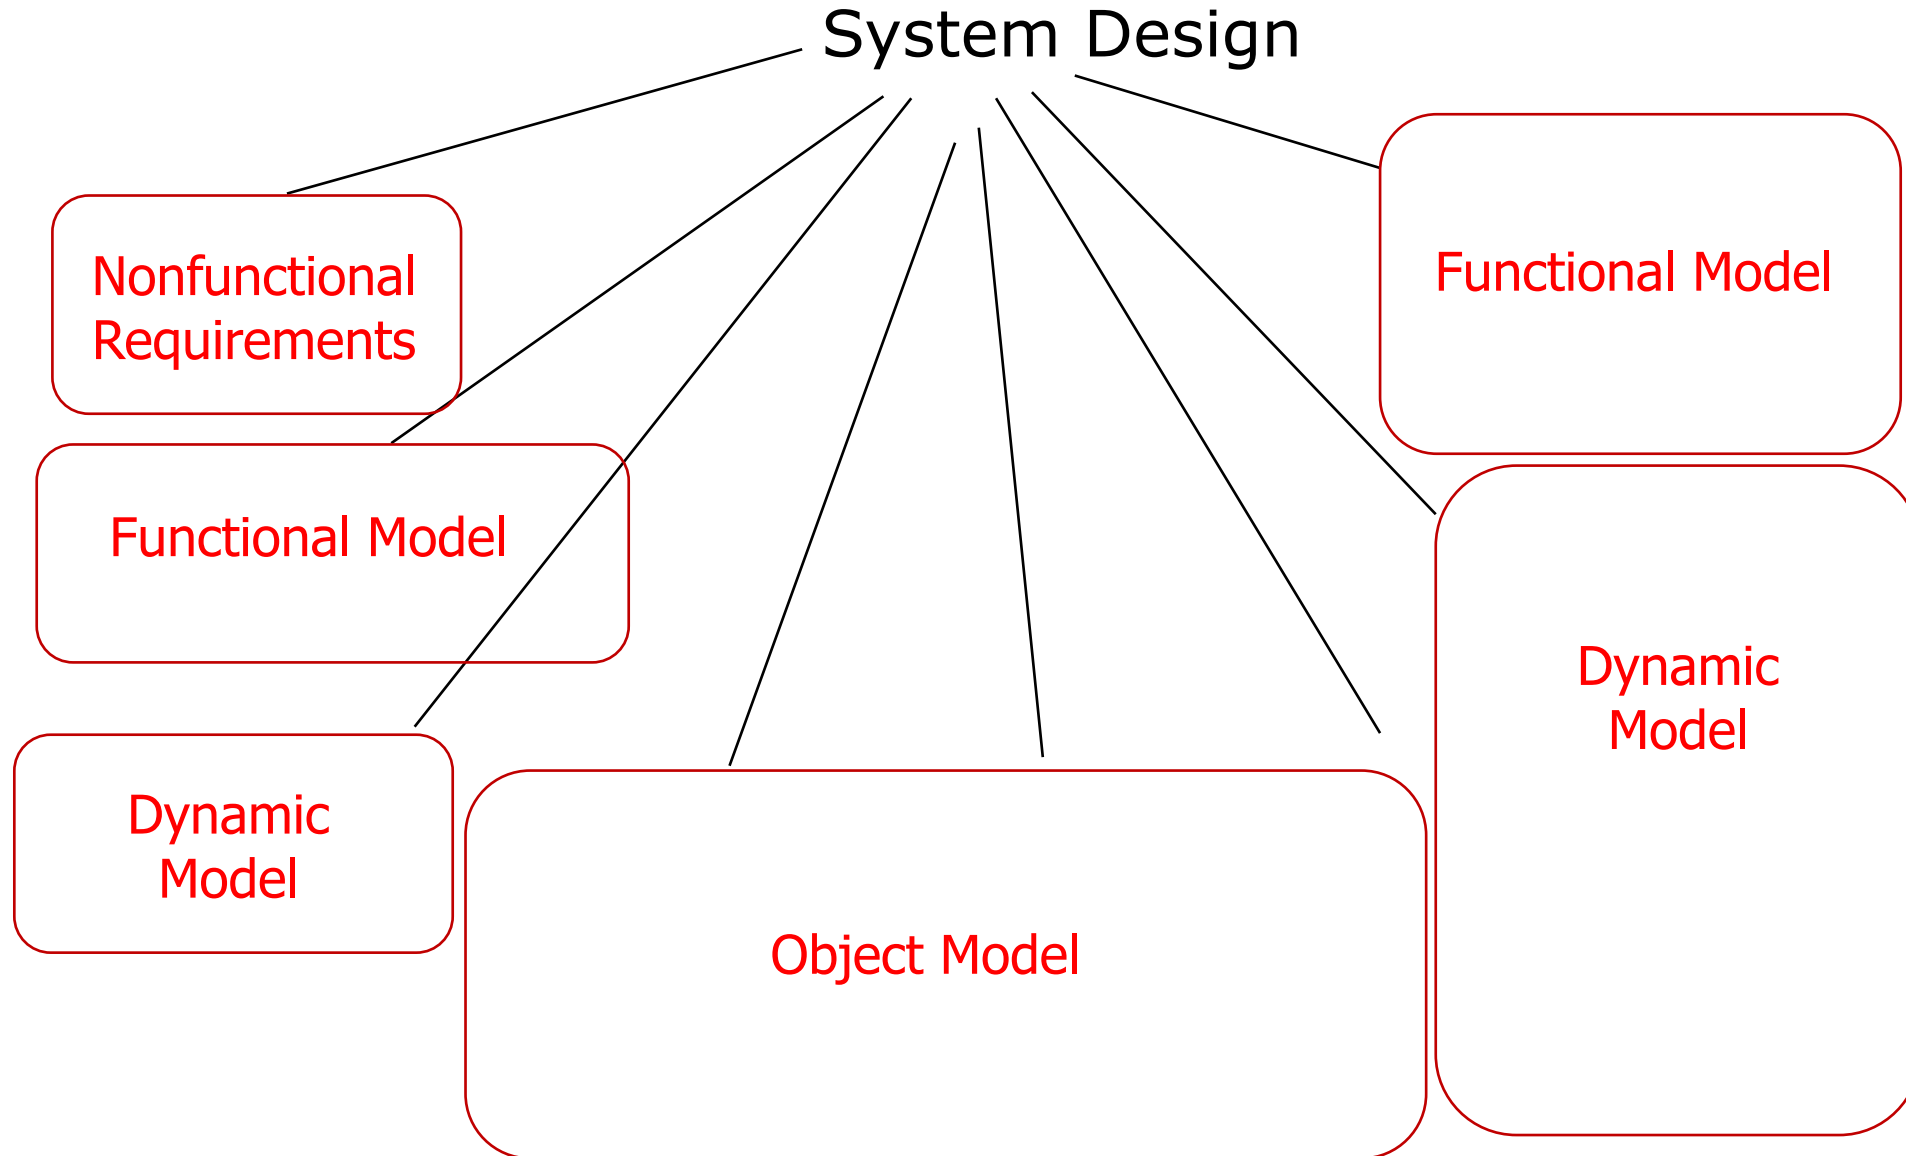 System Design
Nonfunctional
Requirements
Functional Model
Functional Model
Dynamic
Model
Dynamic
Model
Object Model